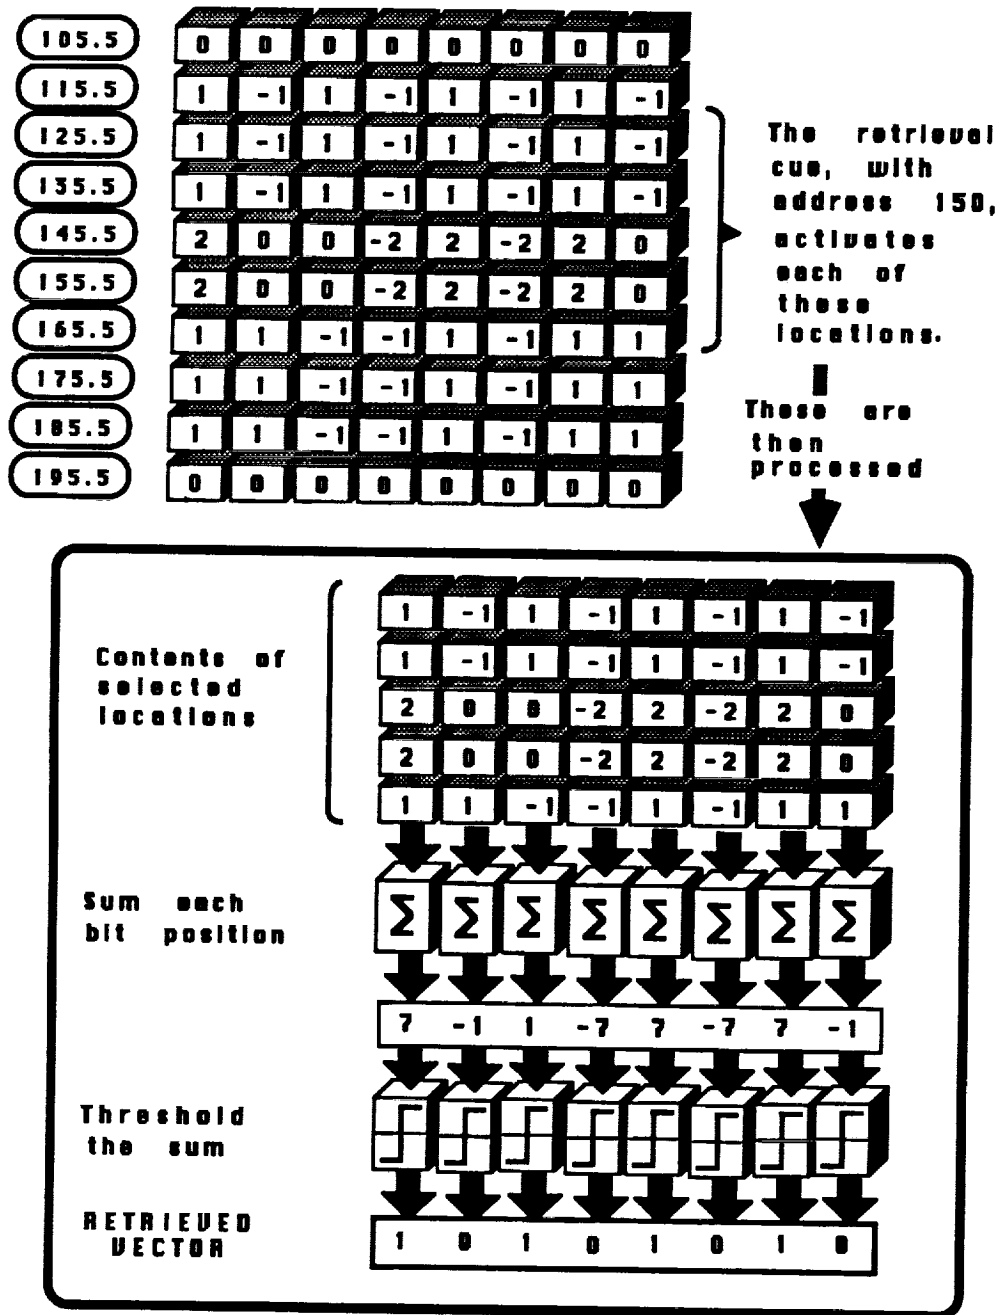 105.5 0 0 0 0 0 0 0 0
115.5 1 -1 1 -1 1 -1 1 -1
125.5 1 -1 1 -1 1 -1 1 -1
135.5 1 -1 1 -1 1 -1 1 -1
145.5 2 0 0 -2 2 -2 2 0
155.5 2 0 0 -2 2 -2 2 0
165.5 1 1 -1 -1 1 -1 1 1
175.5 1 1 -1 -1 1 -1 1 1
185.5 1 1 -1 -1 1 -1 1 1
195.5 0 0 0 0 0 0 0 0
The retrieval
cue, with
address 150,
activates
each of
these
locations.
These are
then
processed
Contents of
selected
locations
1 -1 1 -1 1 -1 1 -1
1 -1 1 -1 1 -1 1 -1
2 0 0 -2 2 -2 2 0
2 0 0 -2 2 -2 2 0
1 1 -1 -1 1 -1 1 1
Sum each
bit position
Σ Σ Σ Σ Σ Σ Σ Σ
7 -1 1 -7 7 -7 7 -1
Threshold
the sum
RETRIEVED
VECTOR
1 0 1 0 1 0 1 0